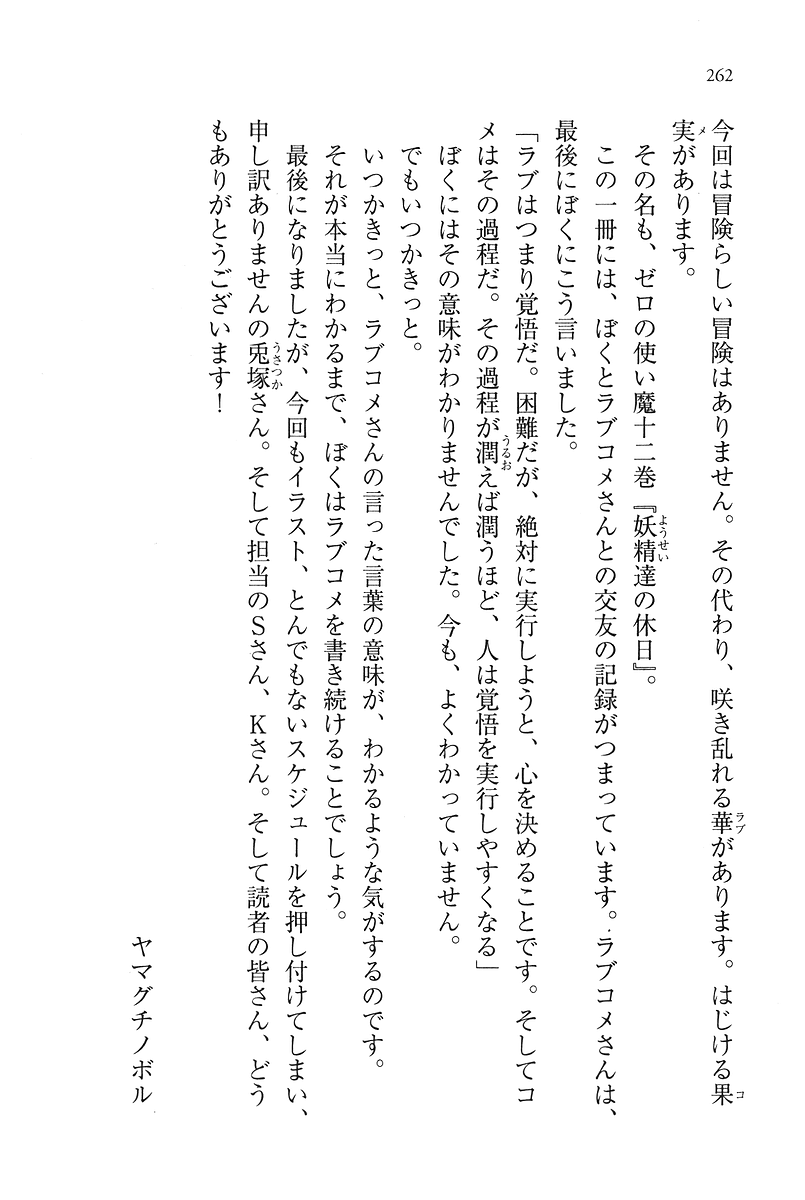 262
今回は冒険らしい冒険はありません。その代わり、咲き乱れる華があります。はじける果
実があります。
その名も、ゼロの使い魔十二巻『妖精達の休日』。
この一冊には、ぼくとラブコメさんとの交友の記録がつまっています。ラブコメさんは、
最後にぼくにこう言いました。
「ラブはつまり覚悟だ。困難だが、絶対に実行しようと、心を決めることです。そしてコ
メはその過程だ。その過程が潤えば潤うほど、人は覚悟を実行しやすくなる」
ぼくにはその意味がわかりませんでした。今も、よくわかっていません。
でもいつかきっと。
いつかきっと、ラブコメさんの言った言葉の意味が、わかるような気がするのです。
それが本当にわかるまで、ぼくはラブコメを書き続けることでしょう。
最後になりましたが、今回もイラスト、とんでもないスケジュールを押し付けてしまい、
申し訳ありませんの兎塚さん。そして担当のSさん、Kさん。そして読者の皆さん、どう
もありがとうございます！
ヤマグチノボル